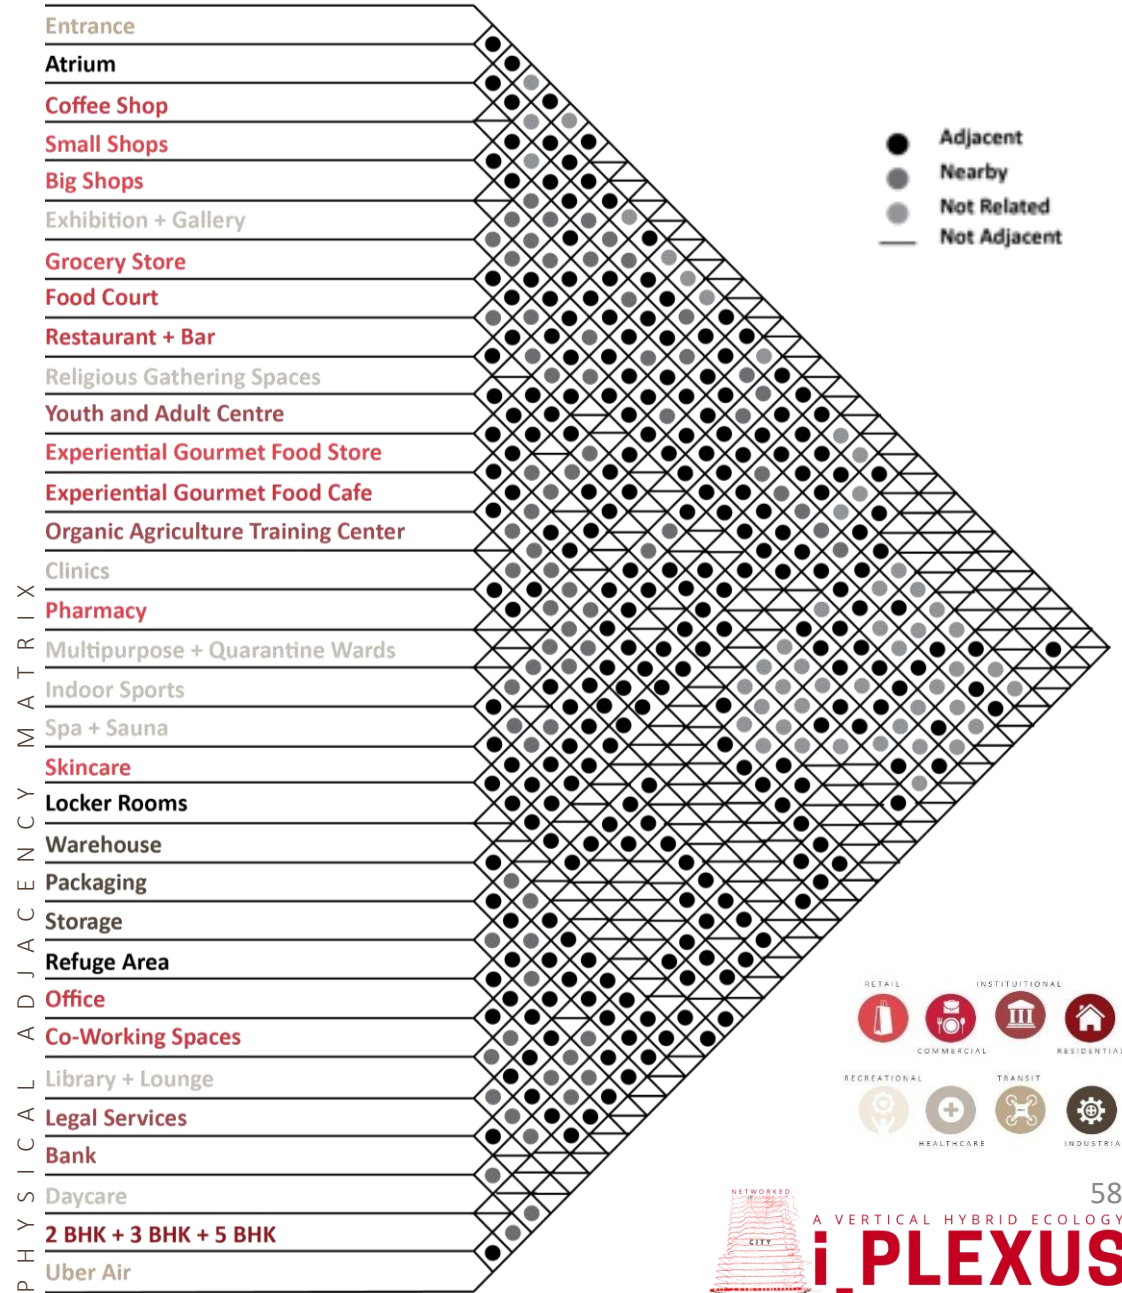 Entrance
Atrium
Coffee Shop
Small Shops
Big Shops
Exhibition + Gallery
Grocery Store
Food Court
Restaurant + Bar
Religious Gathering Spaces
Youth and Adult Centre
Experiential Gourmet Food Store
Experiential Gourmet Food Cafe
Organic Agriculture Training Center
Clinics
Pharmacy
Multipurpose + Quarantine Wards
Indoor Sports
Spa + Sauna
Skincare
Locker Rooms
Warehouse
Packaging
Storage
Refuge Area
Office
Co-Working Spaces
Library + Lounge
Legal Services
Bank
Daycare
2 BHK + 3 BHK + 5 BHK
Uber Air
PHYSICAL ADJACENCY MATRIX
Adjacent
Nearby
Not Related
Not Adjacent
RETAIL
INSTITUITIONAL
COMMERCIAL
RESIDENTIAL
RECREATIONAL
TRANSIT
HEALTHCARE
INDUSTRIA
58
NETWORKED
CITY
A VERTICAL HYBRID ECOLOGY
i_PLEXUS